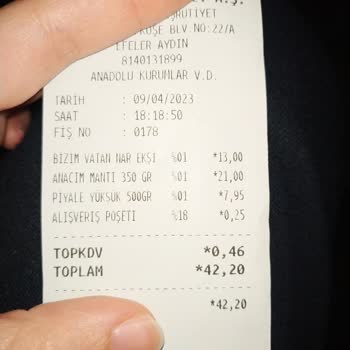 A.Ş.
KÖŞE BLV NO:22/A
EFELER AYDIN
8140131899
ANADOLU KURUMLAR V.D.
TARİH : 09/04/2023
SAAT : 18:18:50
FİŞ NO : 0178
BİZİM VATAN NAR EKŞİ %01 *13,00
ANACIM MANTI 350 GR %01 *21,00
PİYALE YÜKSÜK 500GR %01 *7,95
ALIŞVERİŞ POŞETİ %18 *0,25
TOPKDV *0,46
TOPLAM *42,20
*42,20